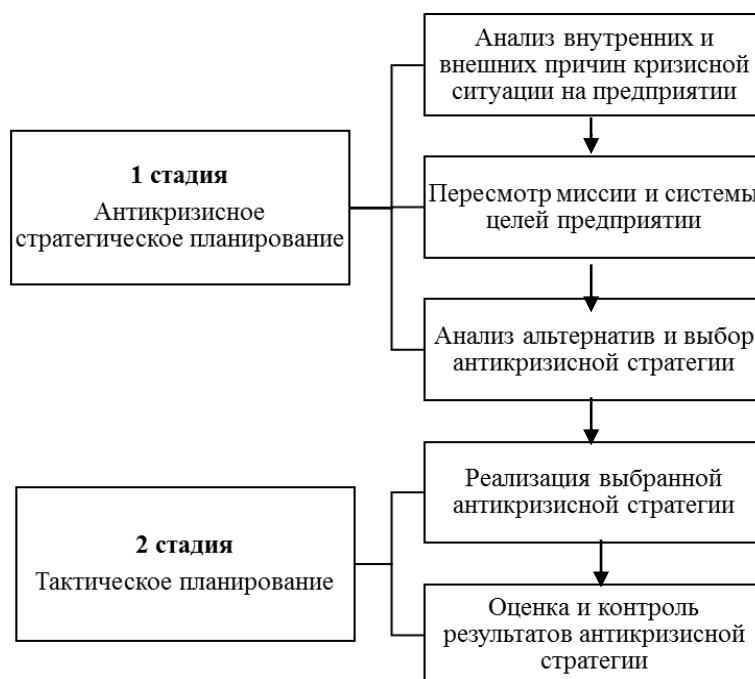 Анализ внутренних и
внешних причин кризисной
ситуации на предприятии
1 стадия
Антикризисное
стратегическое планирование
Пересмотр миссии и системы
целей предприятии
Анализ альтернатив и выбор
антикризисной стратегии
Реализация выбранной
антикризисной стратегии
2 стадия
Тактическое планирование
Оценка и контроль
результатов антикризисной
стратегии